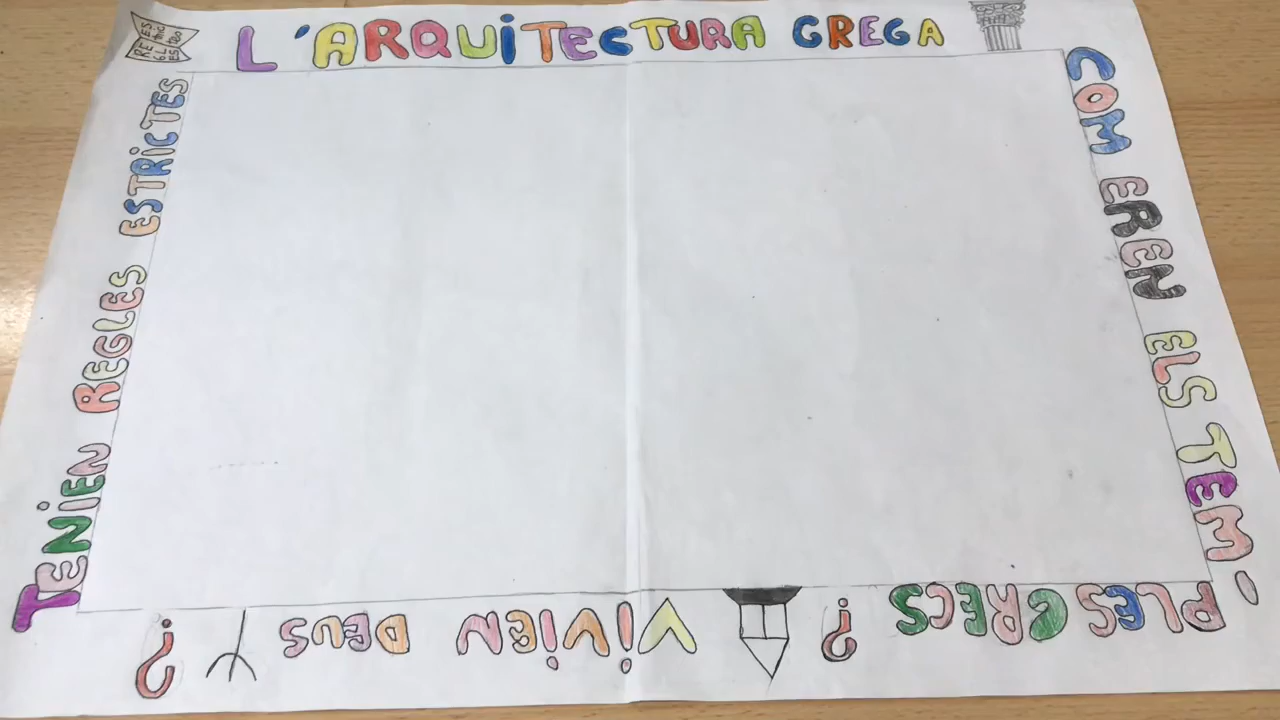 L'ARQUITECTURA GREGA
COM EREN ELS TEM-
PLES GRECS ?
VIVIEN DEUS ?
TENIEN REGLES ESTRICTES